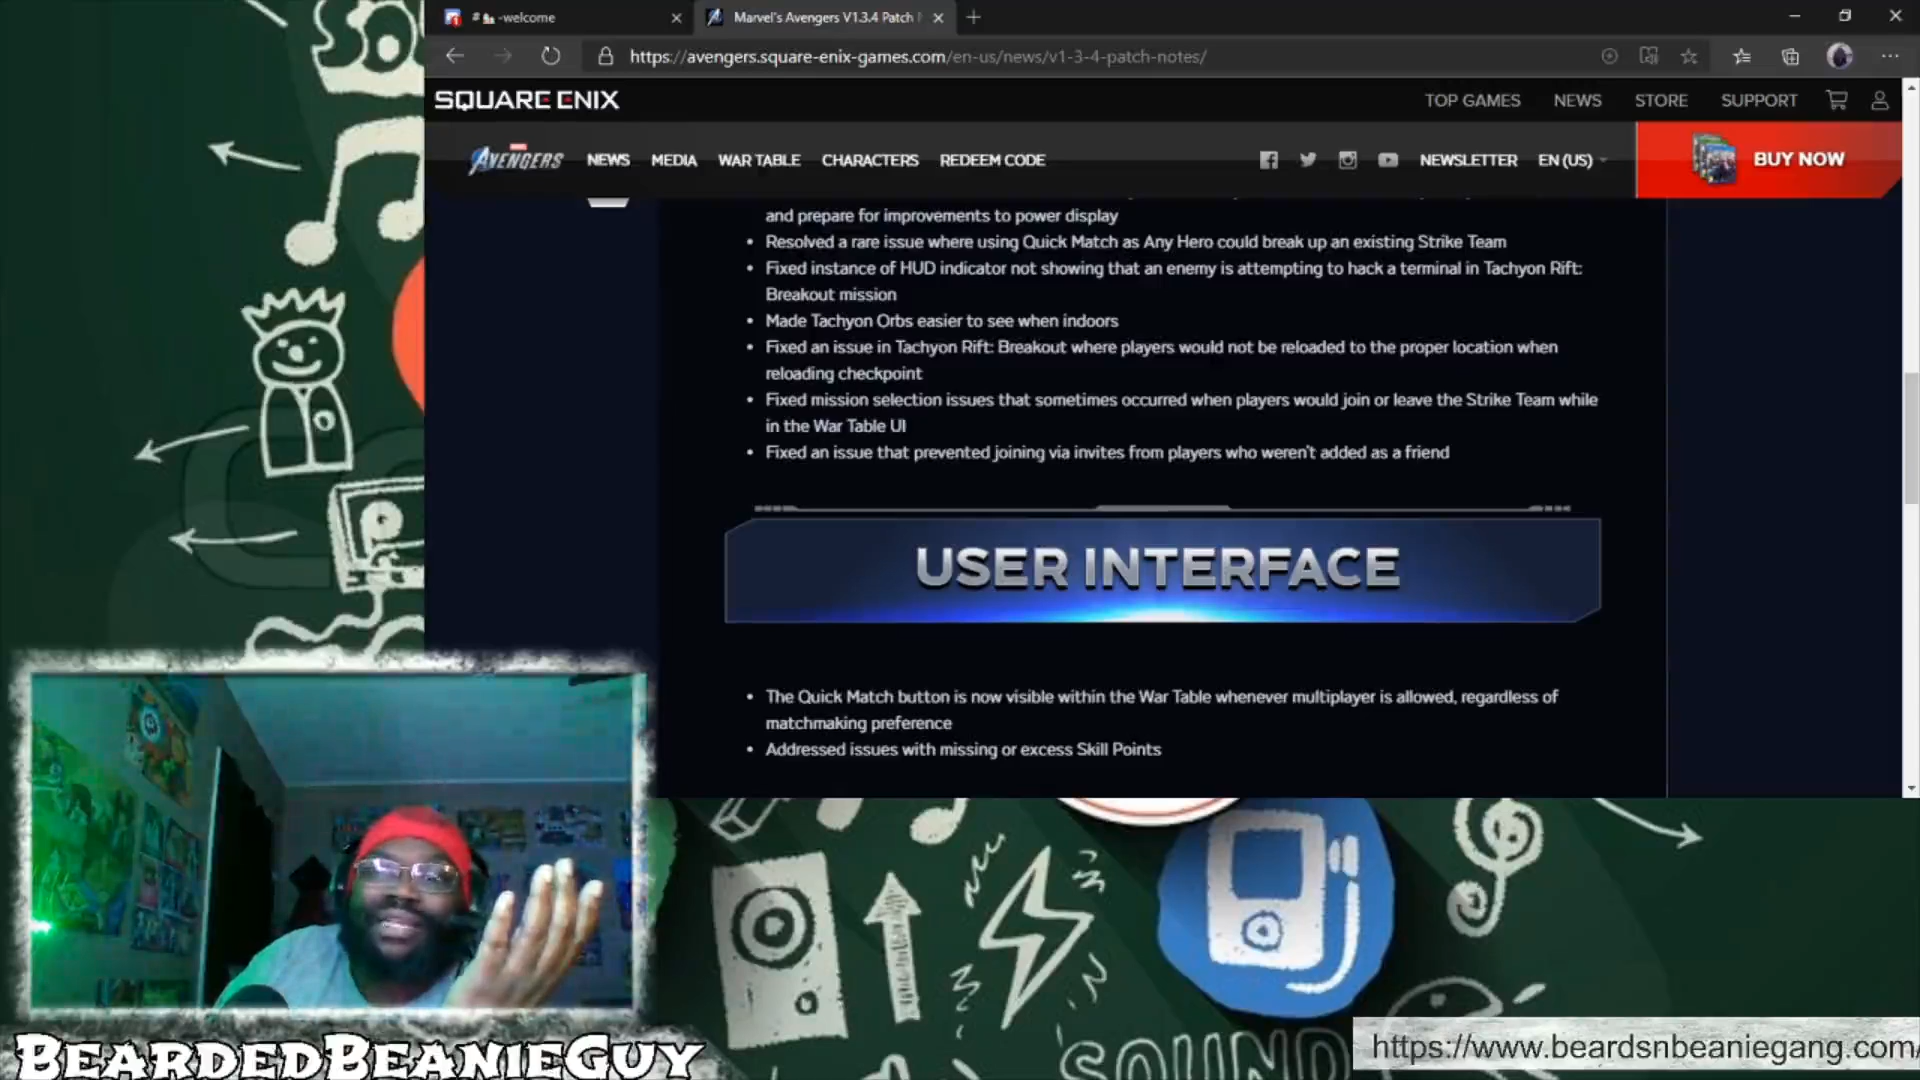 -welcome
Marvel's Avengers V1.3.4 Patch
https://avengers.square-enix-games.com/en-us/news/v1-3-4-patch-notes/
SQUARE ENIX
TOP GAMES NEWS STORE SUPPORT
MARVEL
AVENGERS
NEWS MEDIA WAR TABLE CHARACTERS REDEEM CODE
NEWSLETTER EN (US)
BUY NOW
and prepare for improvements to power display
• Resolved a rare issue where using Quick Match as Any Hero could break up an existing Strike Team
• Fixed instance of HUD indicator not showing that an enemy is attempting to hack a terminal in Tachyon Rift:
Breakout mission
• Made Tachyon Orbs easier to see when indoors
• Fixed an issue in Tachyon Rift: Breakout where players would not be reloaded to the proper location when
reloading checkpoint
• Fixed mission selection issues that sometimes occurred when players would join or leave the Strike Team while
in the War Table UI
• Fixed an issue that prevented joining via invites from players who weren't added as a friend
USER INTERFACE
• The Quick Match button is now visible within the War Table whenever multiplayer is allowed, regardless of
matchmaking preference
• Addressed issues with missing or excess Skill Points
BEARDEDBEANIEGUY
SOUND
https://www.beardsnbeaniegang.com/